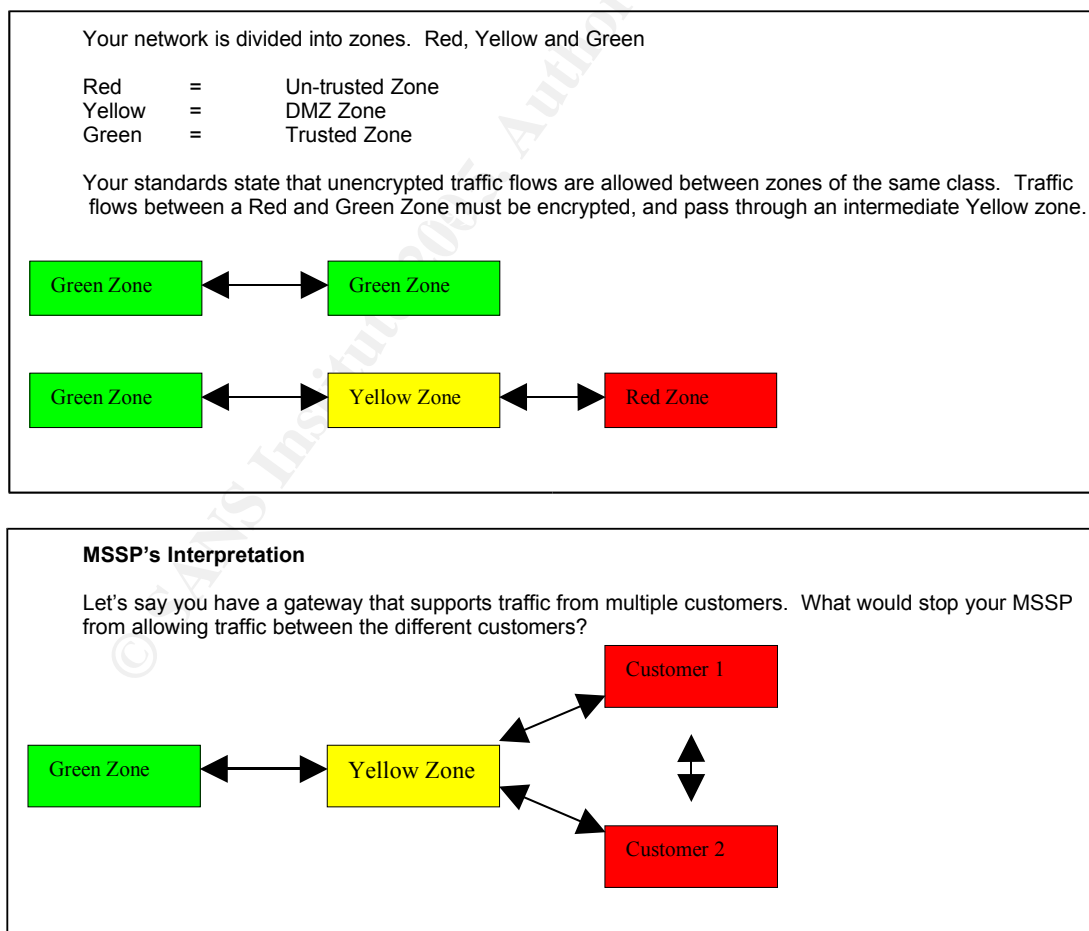 Your network is divided into zones. Red, Yellow and Green
Red = Un-trusted Zone
Yellow = DMZ Zone
Green = Trusted Zone
Your standards state that unencrypted traffic flows are allowed between zones of the same class. Traffic
flows between a Red and Green Zone must be encrypted, and pass through an intermediate Yellow zone.
Green Zone Green Zone
Green Zone Yellow Zone Red Zone
MSSP's Interpretation
Let's say you have a gateway that supports traffic from multiple customers. What would stop your MSSP
from allowing traffic between the different customers?
Customer 1
Green Zone Yellow Zone
Customer 2
© SANS Institute 2005, Author